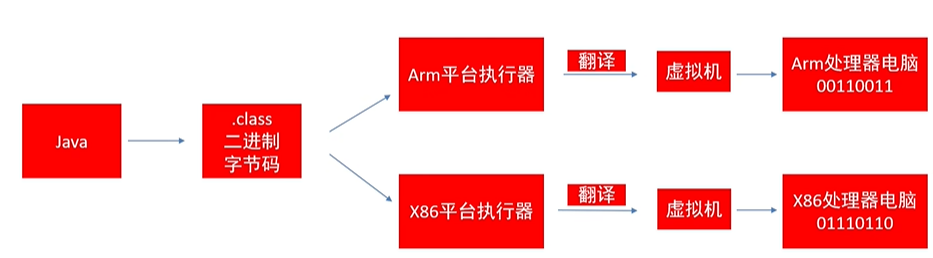 Java
.class
二进制
字节码
Arm平台执行器
翻译
虚拟机
Arm处理器电脑
00110011
X86平台执行器
翻译
虚拟机
X86处理器电脑
01110110